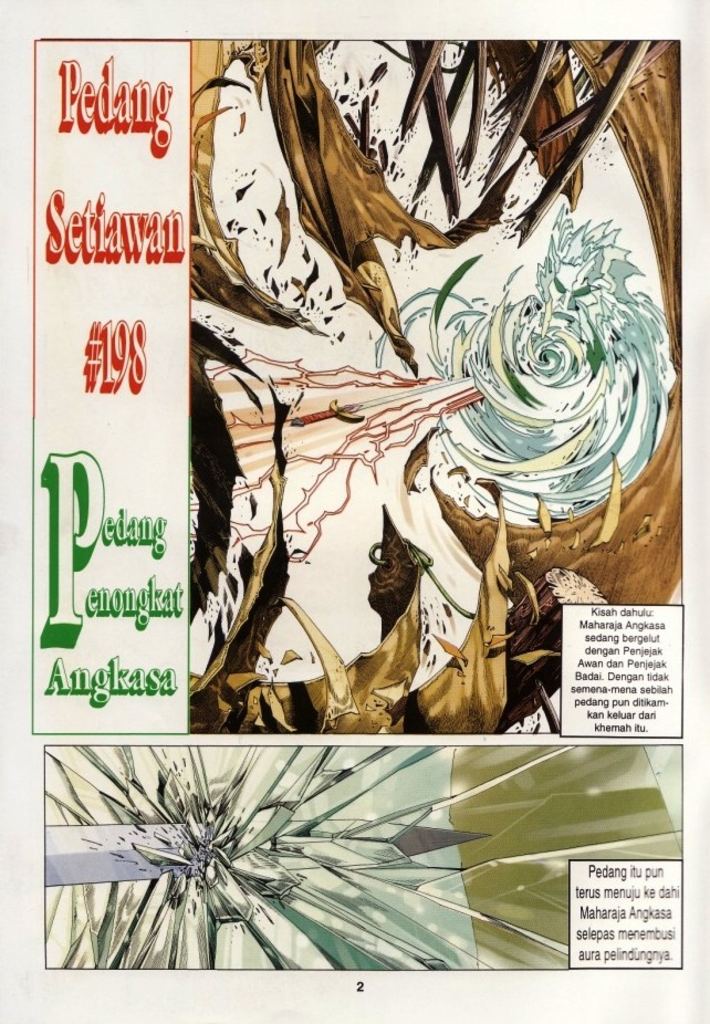 Pedang
Setiawan
#198
Pedang
Penongkat
Angkasa
Kisah dahulu:
Maharaja Angkasa
sedang bergelut
dengan Penjejak
Awan dan Penjejak
Badai. Dengan tidak
semena-mena sebilah
pedang pun ditikam-
kan keluar dari
khemah itu.
Pedang itu pun
terus menuju ke dahi
Maharaja Angkasa
selepas menembusi
aura pelindungnya.
2